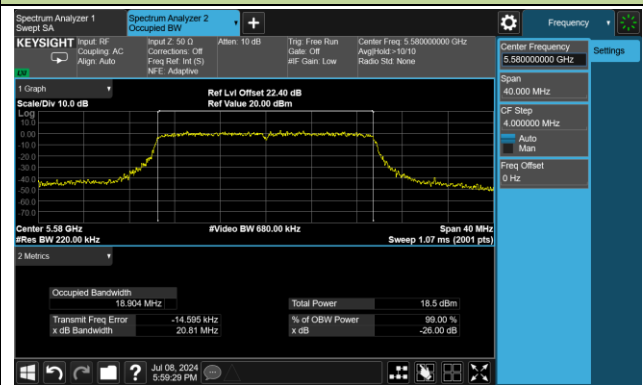 Spectrum Analyzer 1
Swept SA
Spectrum Analyzer 2
Occupied BW
Frequency
KEYSIGHT
Input: RF
Coupling: AC
Align: Auto
Input Z: 50 Ω
Corrections: Off
Freq Ref: Int (S)
NFE: Adaptive
Atten: 10 dB
Trig: Free Run
Gate: Off
#IF Gain: Low
Center Freq: 5.580000000 GHz
Avg|Hold:>10/10
Radio Std: None
Center Frequency
5.580000000 GHz
Settings
Span
40.000 MHz
CF Step
4.000000 MHz
Auto
Man
Freq Offset
0 Hz
1 Graph
Scale/Div 10.0 dB
Ref Lvl Offset 22.40 dB
Ref Value 20.00 dBm
Log
10.0
0.00
-10.0
-20.0
-30.0
-40.0
-50.0
-60.0
-70.0
Center 5.58 GHz
#Res BW 220.00 kHz
#Video BW 680.00 kHz
Span 40 MHz
Sweep 1.07 ms (2001 pts)
2 Metrics
Occupied Bandwidth
18.904 MHz
Transmit Freq Error -14.595 kHz
x dB Bandwidth 20.81 MHz
Total Power 18.5 dBm
% of OBW Power 99.00 %
x dB -26.00 dB
Jul 08, 2024
5:59:29 PM